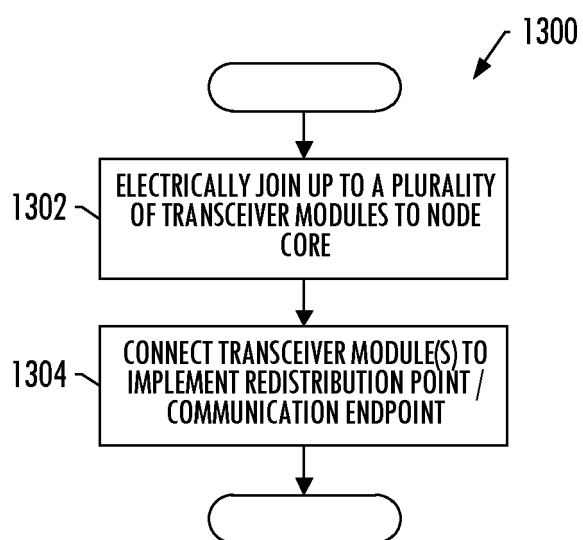 1300
1302
ELECTRICALLY JOIN UP TO A PLURALITY
OF TRANSCEIVER MODULES TO NODE
CORE
1304
CONNECT TRANSCEIVER MODULE(S) TO
IMPLEMENT REDISTRIBUTION POINT /
COMMUNICATION ENDPOINT